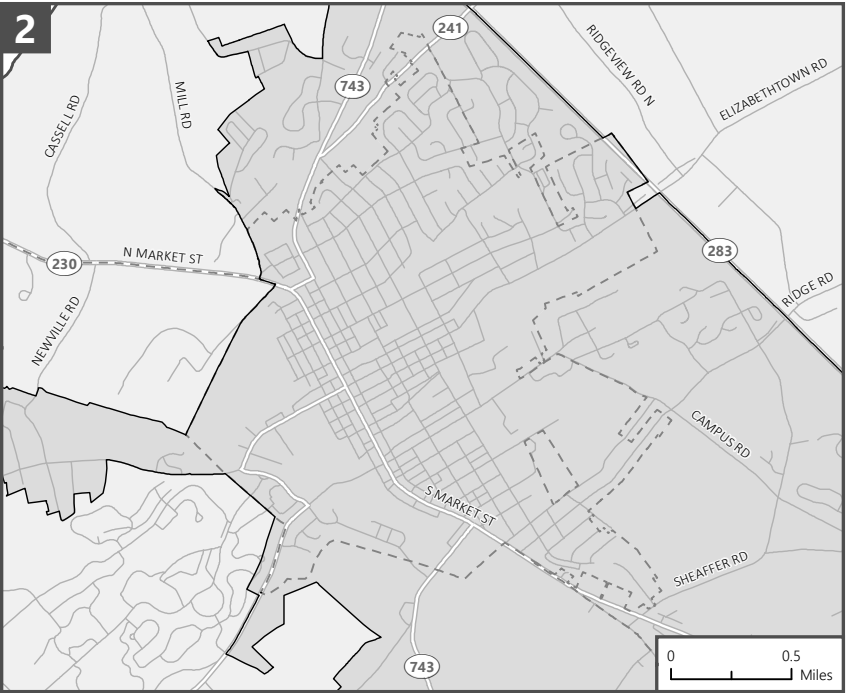 2
241
743
RIDGEVIEW RD N
ELIZABETHTOWN RD
CASSELL RD
MILL RD
230
N MARKET ST
283
RIDGE RD
NEWVILLE RD
CAMPUS RD
S MARKET ST
SHEAFFER RD
743
0 0.5
Miles